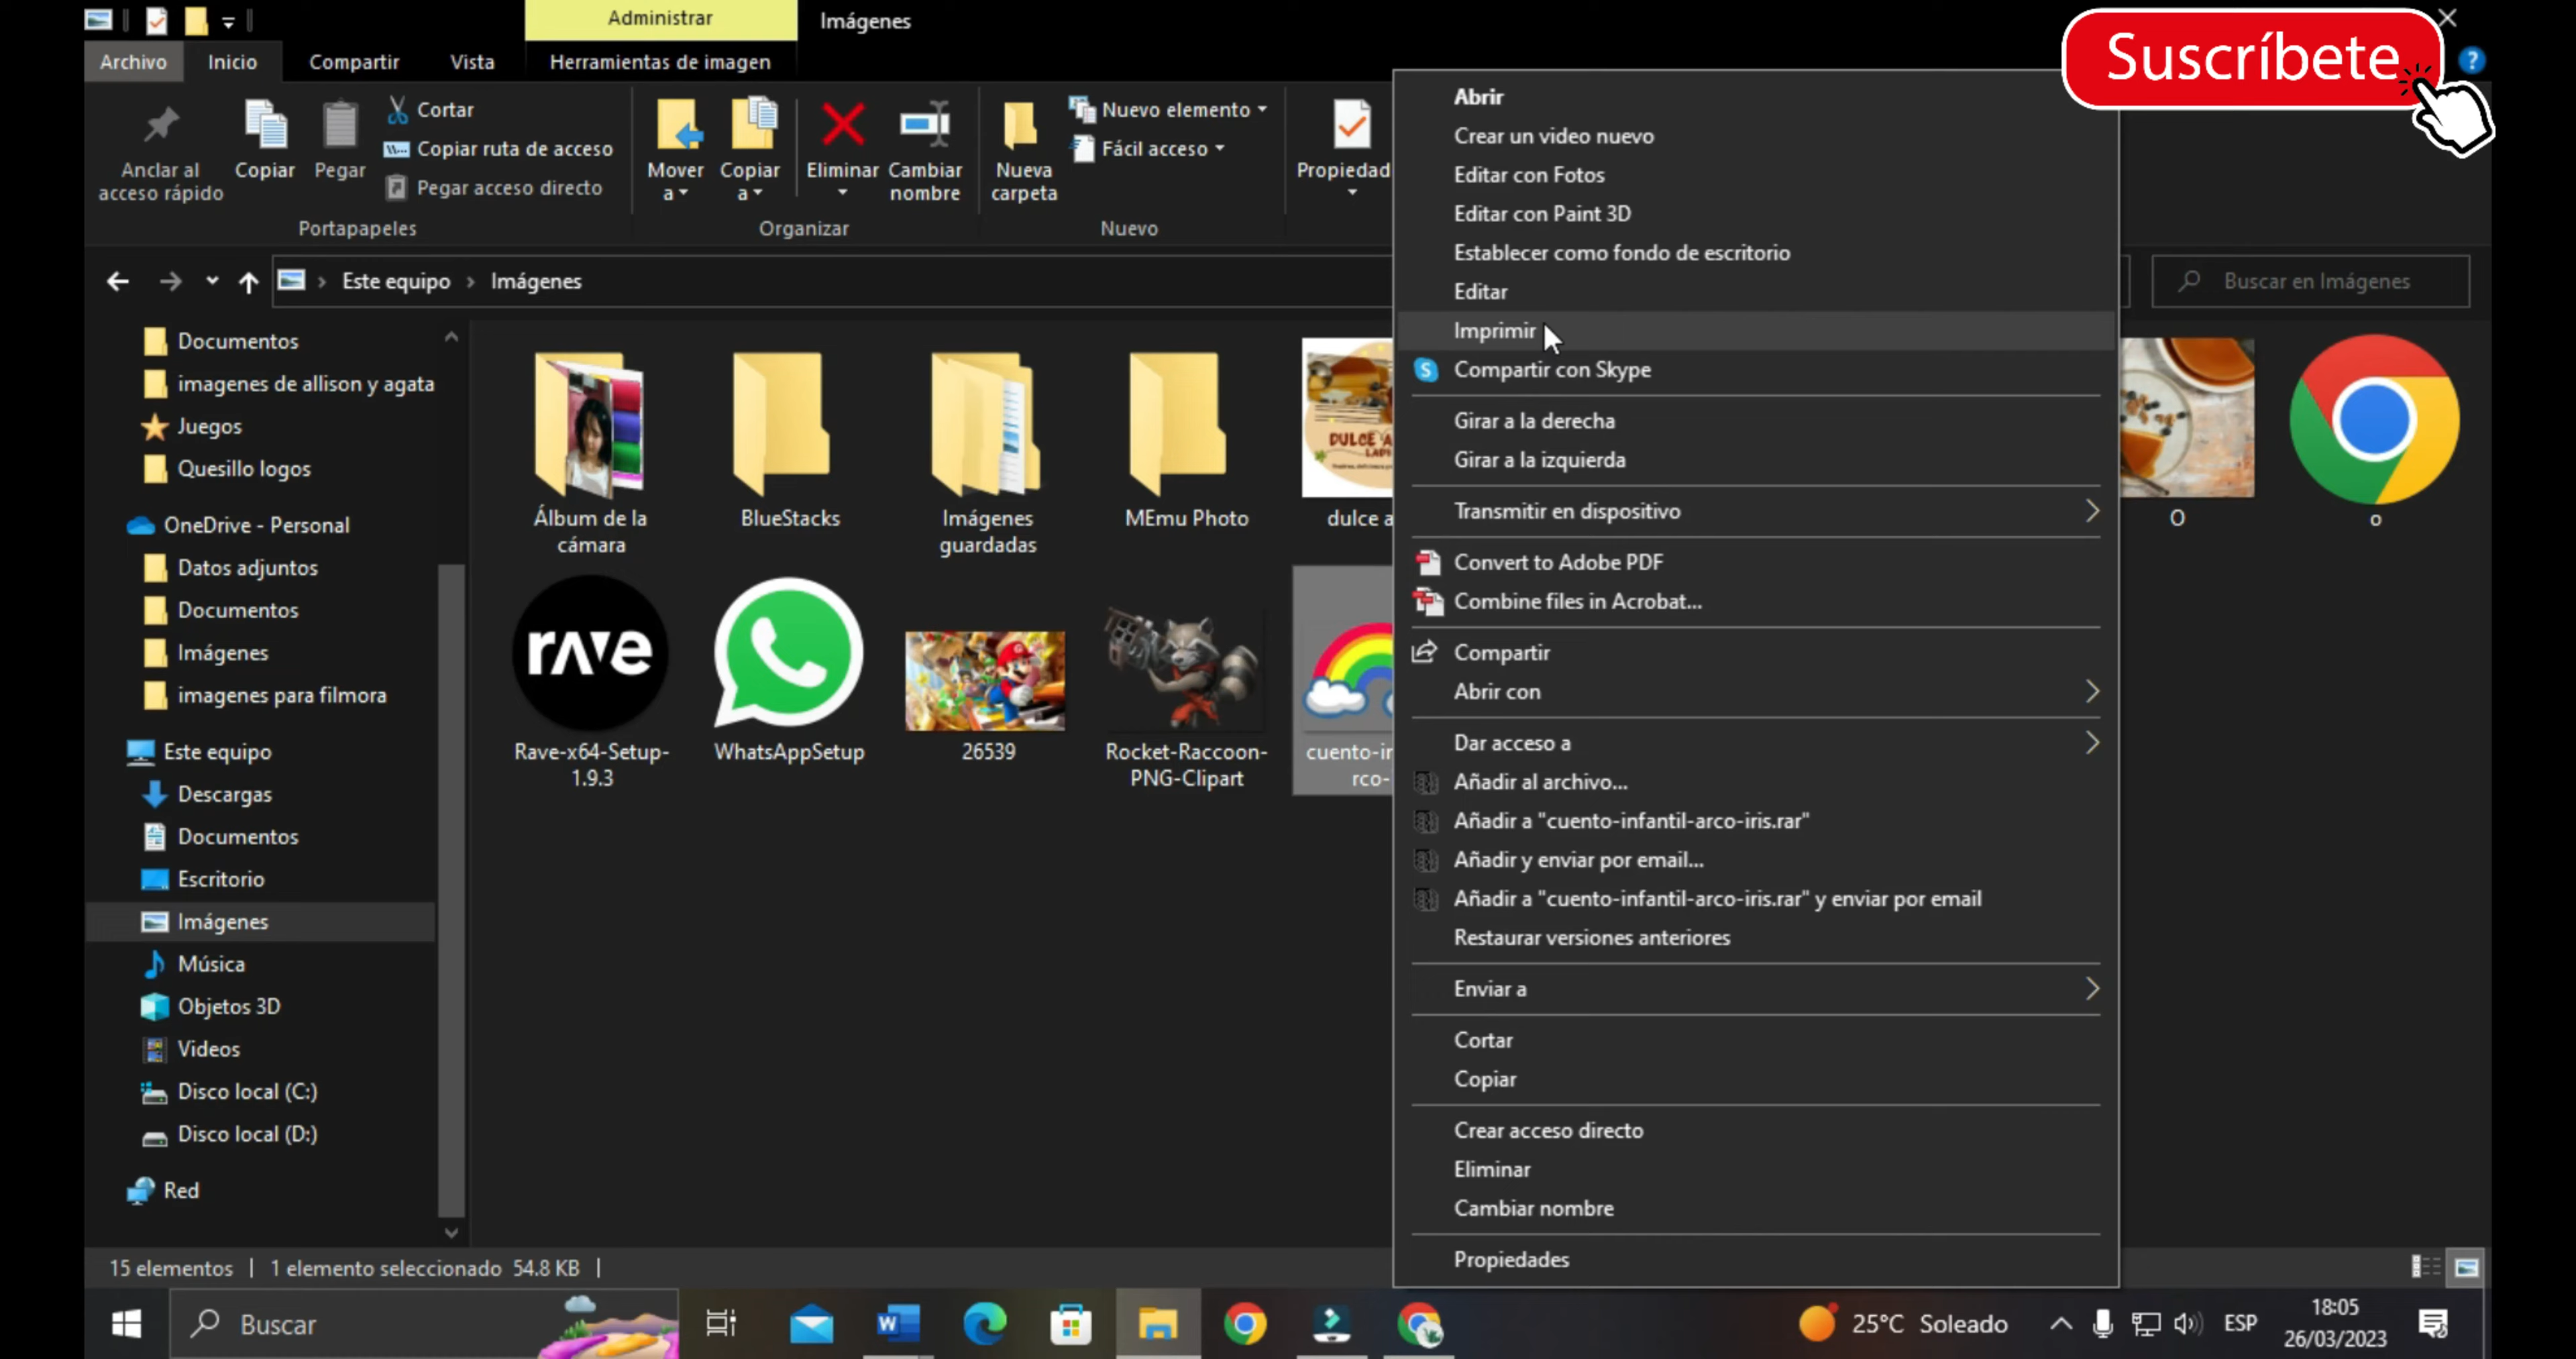 Administrar
Imágenes
Suscríbete
Archivo
Inicio
Compartir
Vista
Herramientas de imagen
?
Anclar al
acceso rápido
Copiar
Pegar
Cortar
Copiar ruta de acceso
Pegar acceso directo
Mover
a
Copiar
a
Eliminar
Cambiar
nombre
Nueva
carpeta
Nuevo elemento
Fácil acceso
Propiedad
Portapapeles
Organizar
Nuevo
Este equipo > Imágenes
Buscar en Imágenes
Documentos
imagenes de allison y agata
Juegos
Quesillo logos
OneDrive - Personal
Datos adjuntos
Documentos
Imágenes
imagenes para filmora
Este equipo
Descargas
Documentos
Escritorio
Imágenes
Música
Objetos 3D
Videos
Disco local (C:)
Disco local (D:)
Red
Álbum de la
cámara
BlueStacks
Imágenes
guardadas
MEmu Photo
DULCE A
dulce a
O
o
rave
Rave-x64-Setup-
1.9.3
WhatsAppSetup
26539
Rocket-Raccoon-
PNG-Clipart
cuento-in
rco-
Abrir
Crear un video nuevo
Editar con Fotos
Editar con Paint 3D
Establecer como fondo de escritorio
Editar
Imprimir
Compartir con Skype
Girar a la derecha
Girar a la izquierda
Transmitir en dispositivo
Convert to Adobe PDF
Combine files in Acrobat...
Compartir
Abrir con
Dar acceso a
Añadir al archivo...
Añadir a "cuento-infantil-arco-iris.rar"
Añadir y enviar por email...
Añadir a "cuento-infantil-arco-iris.rar" y enviar por email
Restaurar versiones anteriores
Enviar a
Cortar
Copiar
Crear acceso directo
Eliminar
Cambiar nombre
Propiedades
15 elementos | 1 elemento seleccionado 54.8 KB |
Buscar
25°C Soleado
ESP
18:05
26/03/2023